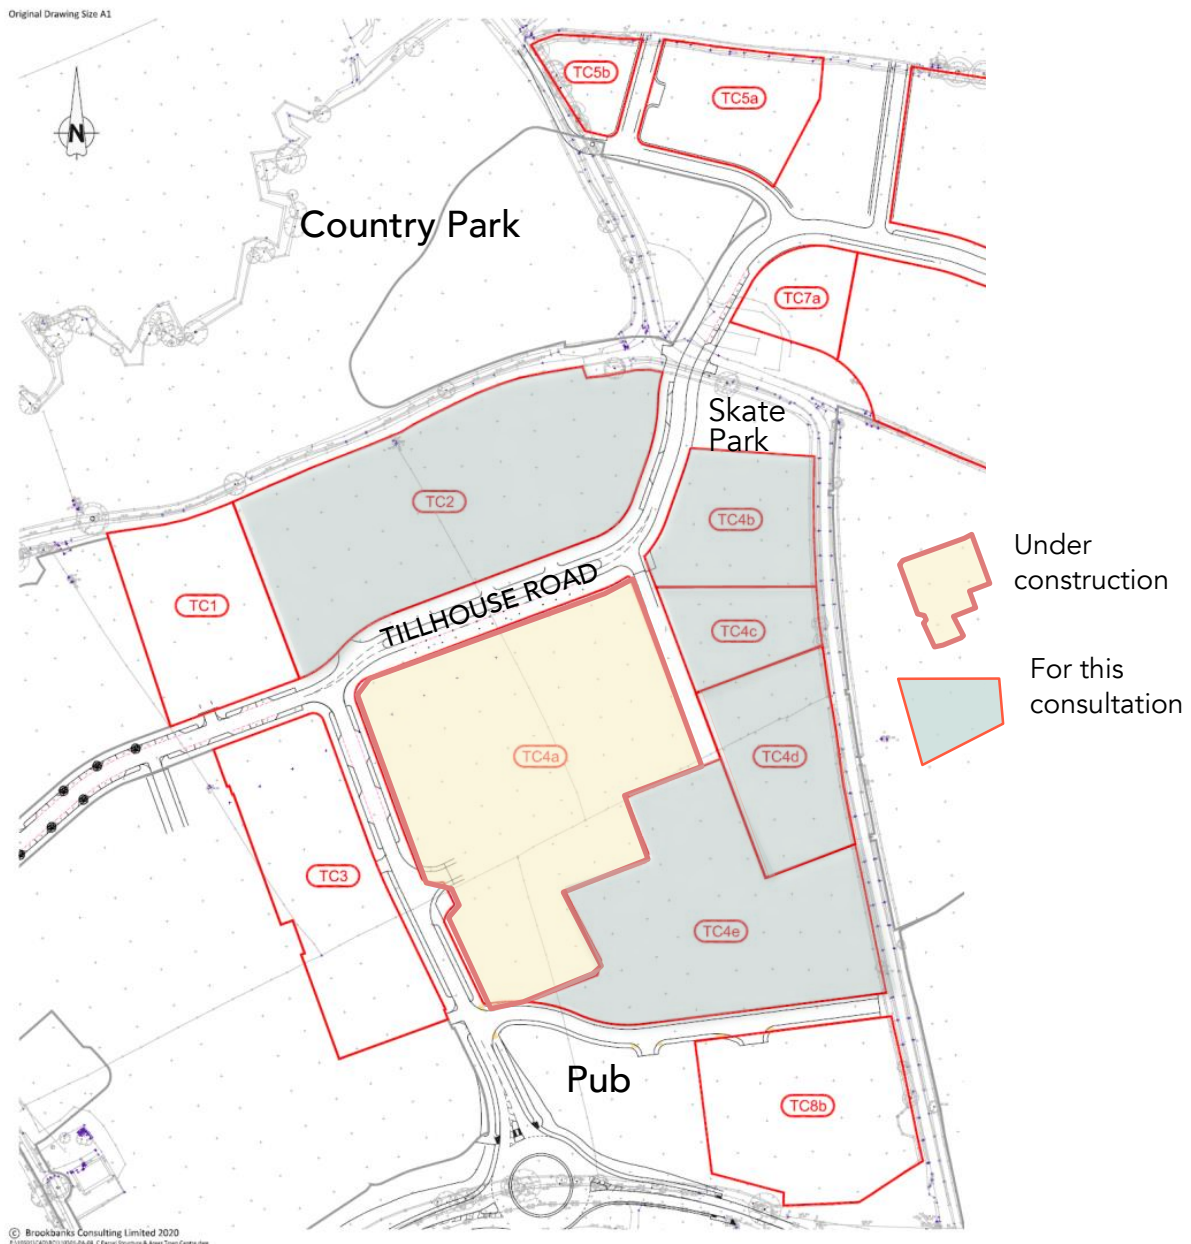 Original Drawing Size A1
TC5b
TC5a
N
Country Park
TC7a
Skate
Park
TC2
TC4b
Under
construction
TILLHOUSE ROAD
TC1
TC4c
For this
consultation
TC4a
TC4d
TC3
TC4e
Pub
TC8b
© Brookbanks Consulting Limited 2020